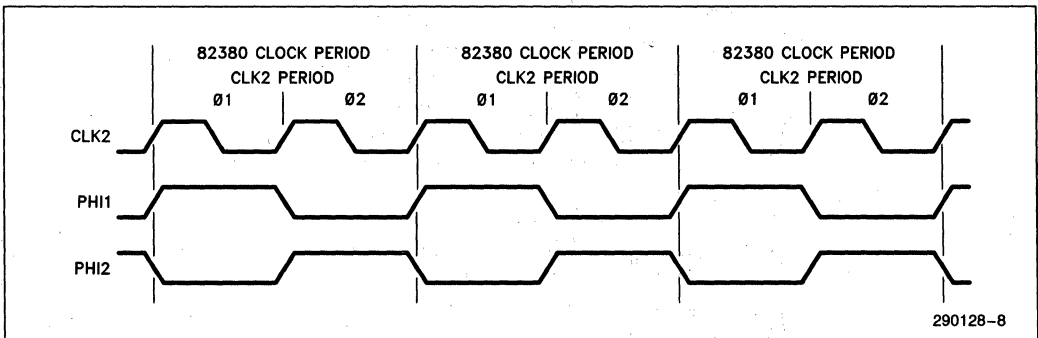 82380 CLOCK PERIOD 82380 CLOCK PERIOD 82380 CLOCK PERIOD
CLK2 PERIOD CLK2 PERIOD CLK2 PERIOD
Ø1 Ø2 Ø1 Ø2 Ø1 Ø2
CLK2
PHI1
PHI2
290128-8